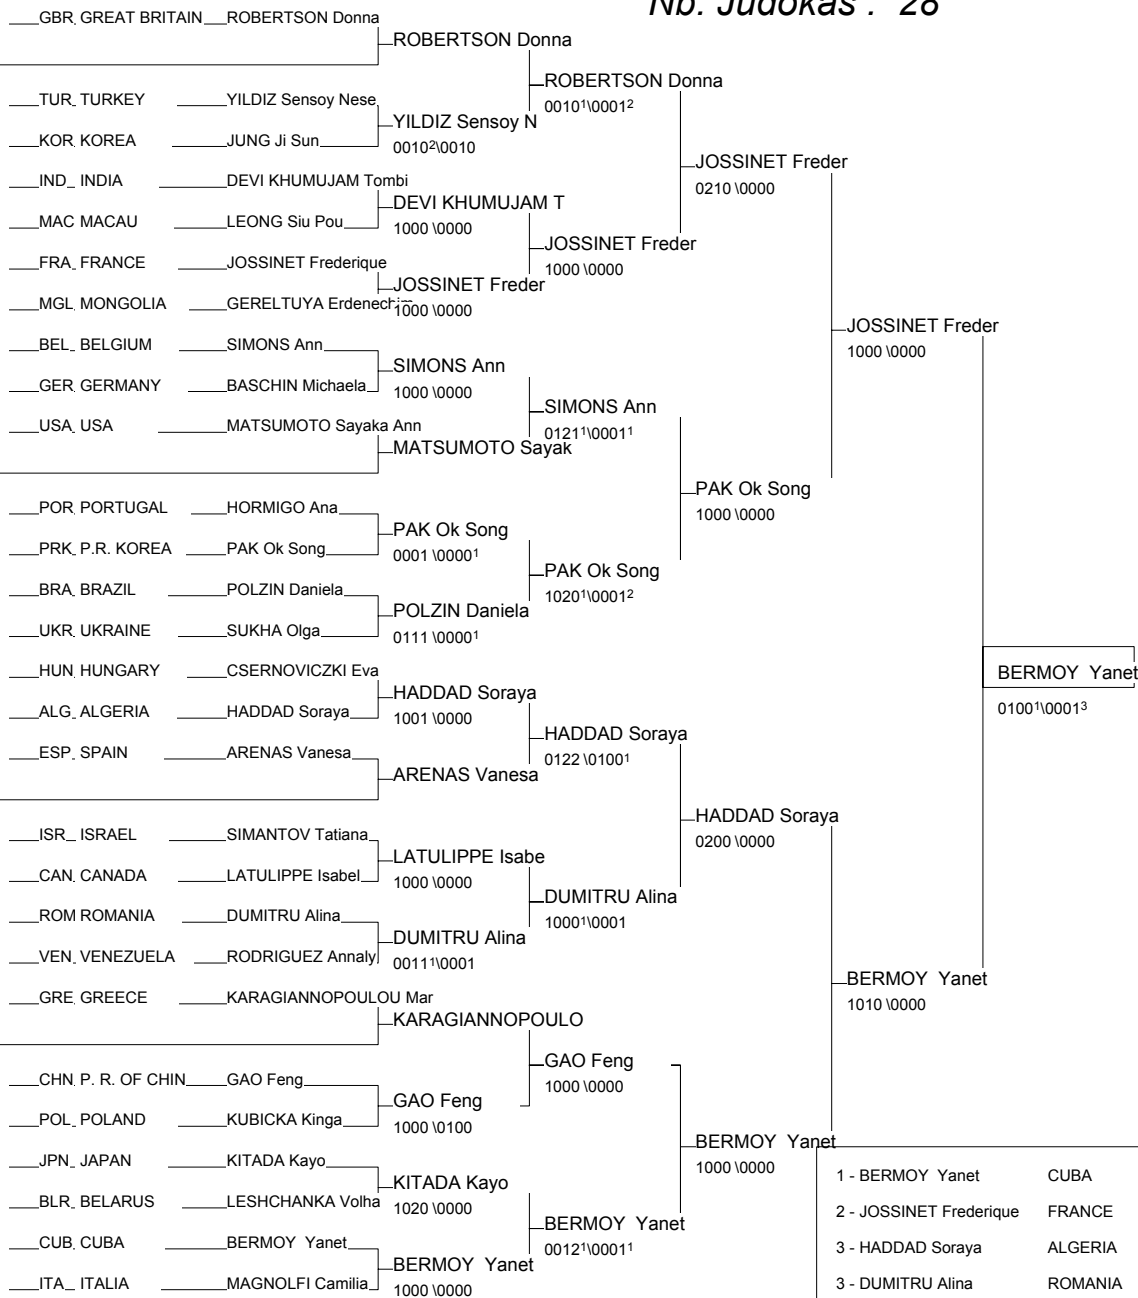 Nb. Judokas : 28
GBR GREAT BRITAIN ROBERTSON Donna
ROBERTSON Donna
ROBERTSON Donna
0010¹\0001²
TUR TURKEY YILDIZ Sensoy Nese
YILDIZ Sensoy N
0010²\0010
KOR KOREA JUNG Ji Sun
JOSSINET Freder
0210 \0000
IND INDIA DEVI KHUMUJAM Tombi
DEVI KHUMUJAM T
1000 \0000
MAC MACAU LEONG Siu Pou
JOSSINET Freder
1000 \0000
FRA FRANCE JOSSINET Frederique
JOSSINET Freder
1000 \0000
MGL MONGOLIA GERELTUYA Erdenechim
JOSSINET Freder
1000 \0000
BEL BELGIUM SIMONS Ann
SIMONS Ann
1000 \0000
GER GERMANY BASCHIN Michaela
SIMONS Ann
0121¹\0001¹
USA USA MATSUMOTO Sayaka Ann
MATSUMOTO Sayak
PAK Ok Song
1000 \0000
POR PORTUGAL HORMIGO Ana
PAK Ok Song
0001 \0000¹
PRK P.R. KOREA PAK Ok Song
PAK Ok Song
1020¹\0001²
BRA BRAZIL POLZIN Daniela
POLZIN Daniela
0111 \0000¹
UKR UKRAINE SUKHA Olga
BERMOY Yanet
0100¹\0001³
HUN HUNGARY CSERNOVICZKI Eva
HADDAD Soraya
1001 \0000
ALG ALGERIA HADDAD Soraya
HADDAD Soraya
0122 \0100¹
ESP SPAIN ARENAS Vanesa
ARENAS Vanesa
HADDAD Soraya
0200 \0000
ISR ISRAEL SIMANTOV Tatiana
LATULIPPE Isabe
1000 \0000
CAN CANADA LATULIPPE Isabel
DUMITRU Alina
1000¹\0001
ROM ROMANIA DUMITRU Alina
DUMITRU Alina
0011¹\0001
VEN VENEZUELA RODRIGUEZ Annaly
BERMOY Yanet
1010 \0000
GRE GREECE KARAGIANNOPOULOU Mar
KARAGIANNOPOULO
GAO Feng
1000 \0000
CHN P. R. OF CHIN GAO Feng
GAO Feng
1000 \0100
POL POLAND KUBICKA Kinga
BERMOY Yanet
1000 \0000
JPN JAPAN KITADA Kayo
KITADA Kayo
1020 \0000
BLR BELARUS LESHCHANKA Volha
BERMOY Yanet
0012¹\0001¹
CUB CUBA BERMOY Yanet
BERMOY Yanet
1000 \0000
ITA ITALIA MAGNOLFI Camilia
1 - BERMOY Yanet CUBA
2 - JOSSINET Frederique FRANCE
3 - HADDAD Soraya ALGERIA
3 - DUMITRU Alina ROMANIA